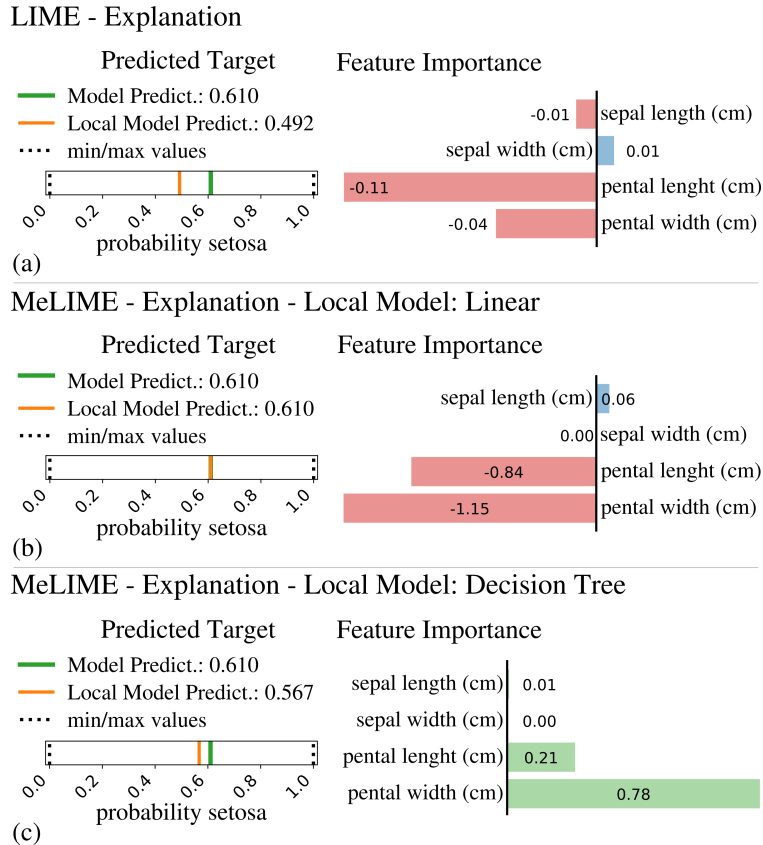 LIME - Explanation
Predicted Target
Model Predict.: 0.610
Local Model Predict.: 0.492
min/max values
0.0 0.2 0.4 0.6 0.8 1.0
probability setosa
Feature Importance
-0.01 sepal length (cm)
sepal width (cm) 0.01
-0.11 pental lenght (cm)
-0.04 pental width (cm)
(a)
MeLIME - Explanation - Local Model: Linear
Predicted Target
Model Predict.: 0.610
Local Model Predict.: 0.610
min/max values
0.0 0.2 0.4 0.6 0.8 1.0
probability setosa
Feature Importance
sepal length (cm) 0.06
0.00 sepal width (cm)
-0.84 pental lenght (cm)
-1.15 pental width (cm)
(b)
MeLIME - Explanation - Local Model: Decision Tree
Predicted Target
Model Predict.: 0.610
Local Model Predict.: 0.567
min/max values
0.0 0.2 0.4 0.6 0.8 1.0
probability setosa
Feature Importance
sepal length (cm) 0.01
sepal width (cm) 0.00
pental lenght (cm) 0.21
pental width (cm) 0.78
(c)